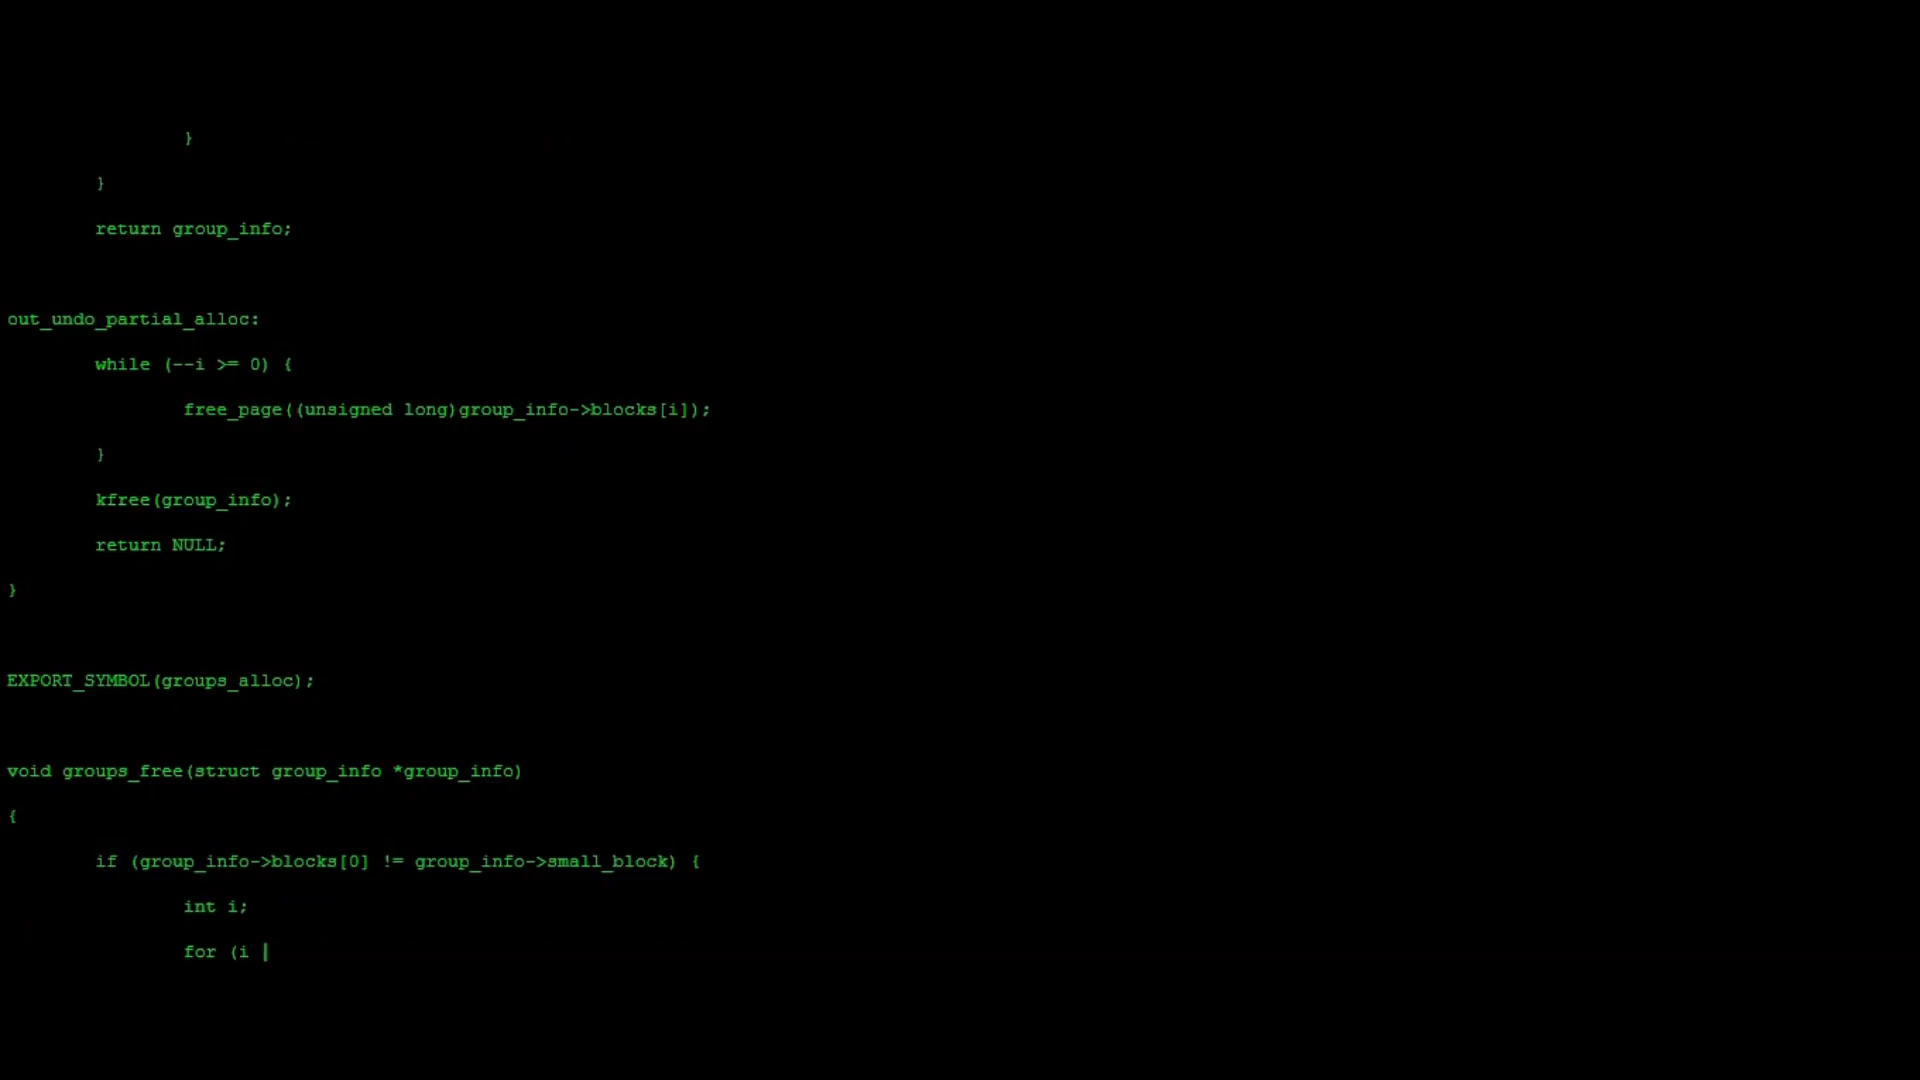 }
}
return group_info;
out_undo_partial_alloc:
while (--i >= 0) {
free_page((unsigned long)group_info->blocks[i]);
}
kfree(group_info);
return NULL;
}
EXPORT_SYMBOL(groups_alloc);
void groups_free(struct group_info *group_info)
{
if (group_info->blocks[0] != group_info->small_block) {
int i;
for (i |